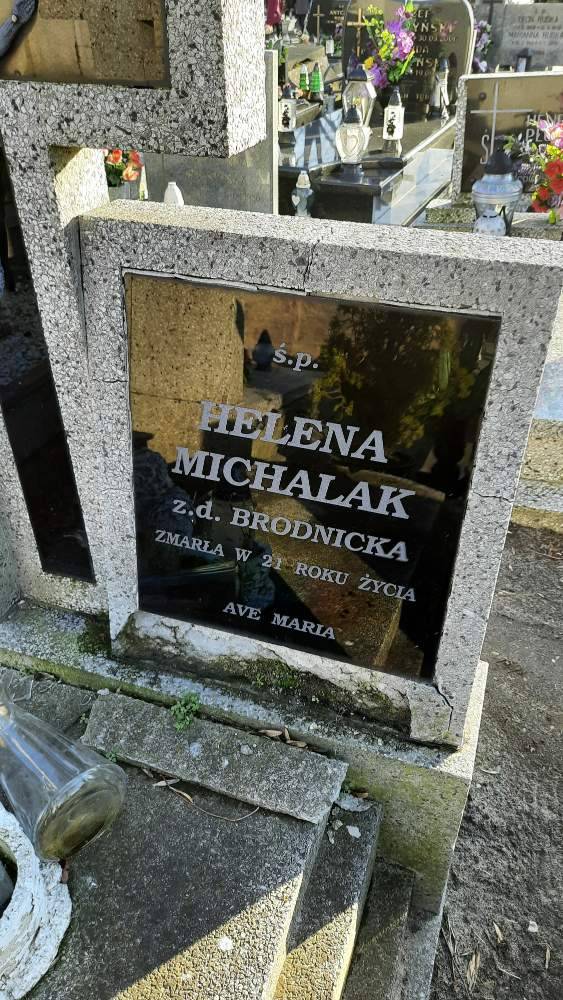 ś.p.
HELENA
MICHALAK
z.d. BRODNICKA
ZMARŁA W 21 ROKU ŻYCIA
AVE MARIA